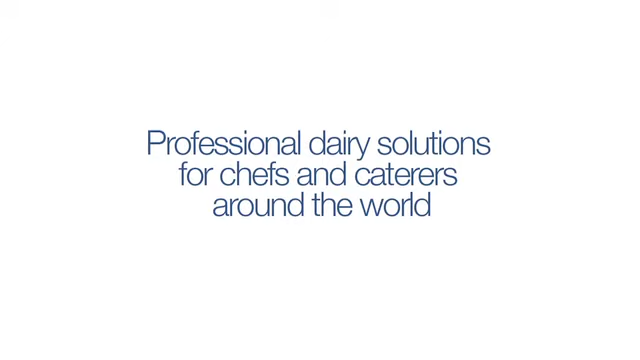 Professional dairy solutions
for chefs and caterers
around the world